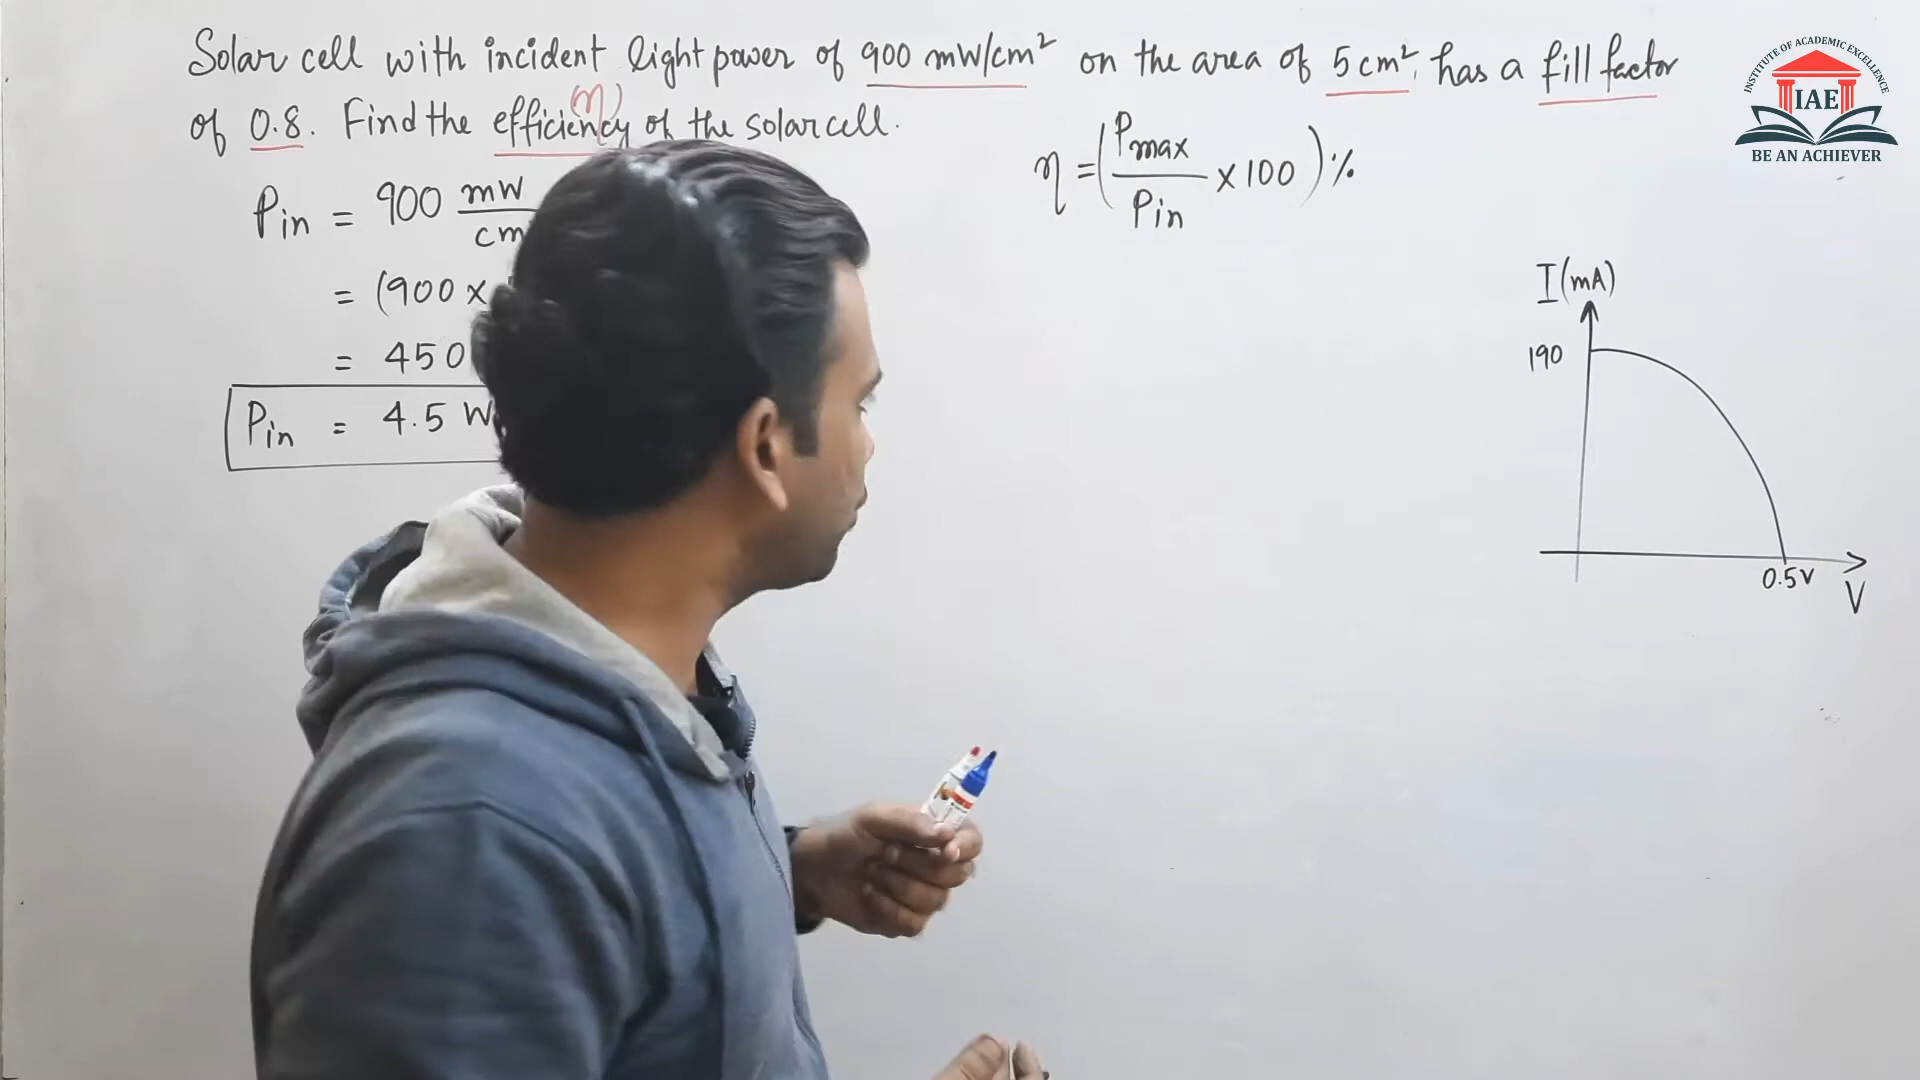 Solar cell with incident light power of 900 mW/cm² on the area of 5 cm², has a fill factor
(η)
of 0.8. Find the efficiency of the solar cell.
η = (Pmax / Pin × 100) %
Pin = 900 mW / cm
= (900 ×
= 450
Pin = 4.5 W
I (mA)
190
0.5V
V
INSTITUTE OF ACADEMIC EXCELLENCE
IAE
BE AN ACHIEVER